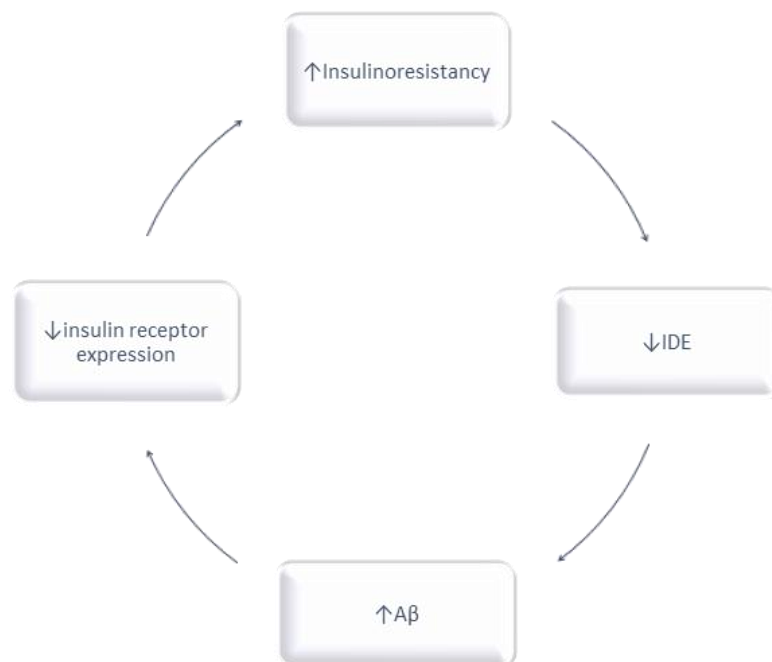 ↑Insulinoresistancy
↓insulin receptor
expression
↓IDE
↑Aβ